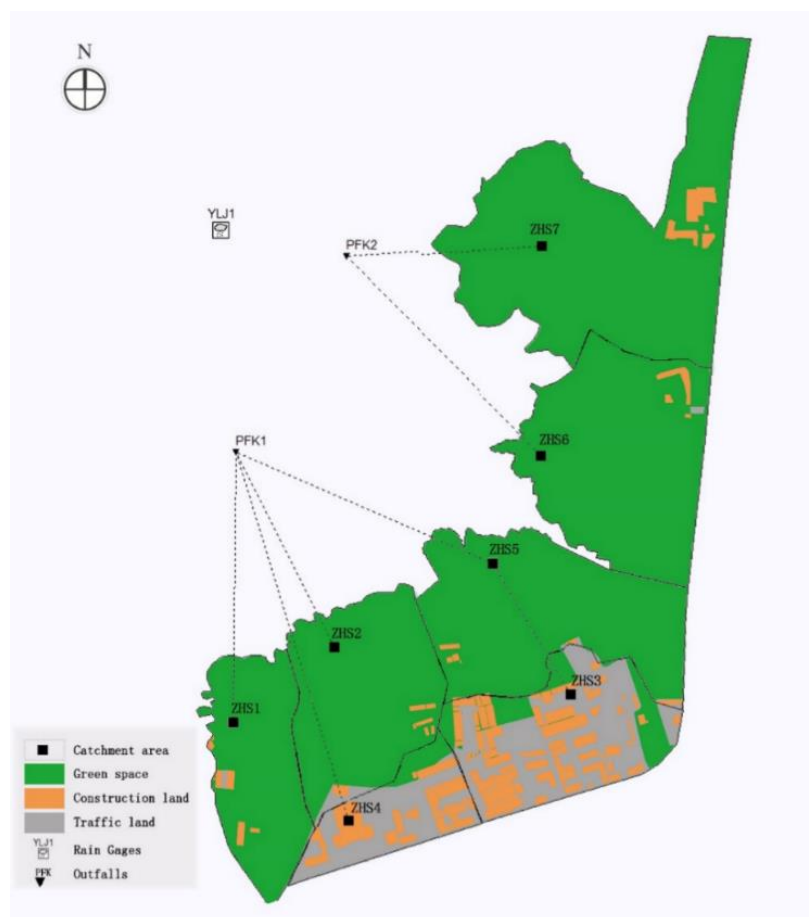 N
YLJ1
ZHS7
PFK2
PFK1
ZHS6
ZHS5
ZHS2
ZHS3
ZHS1
ZHS4
Catchment area
Green space
Construction land
Traffic land
YLJ1
Rain Gages
PFK
Outfalls